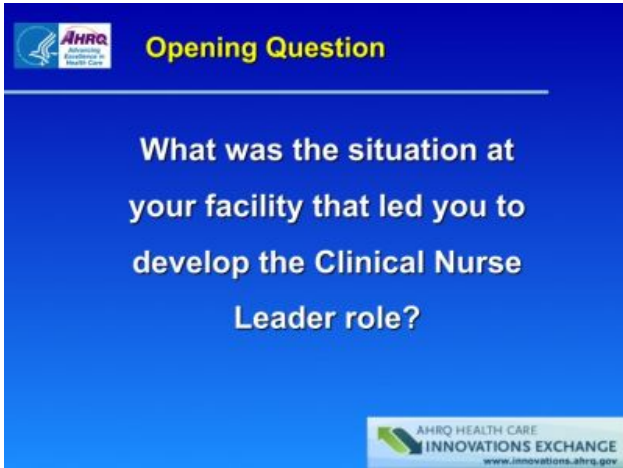 AHRQ
Advancing
Excellence in
Health Care
Opening Question
What was the situation at
your facility that led you to
develop the Clinical Nurse
Leader role?
AHRQ HEALTH CARE
INNOVATIONS EXCHANGE
www.innovations.ahrq.gov